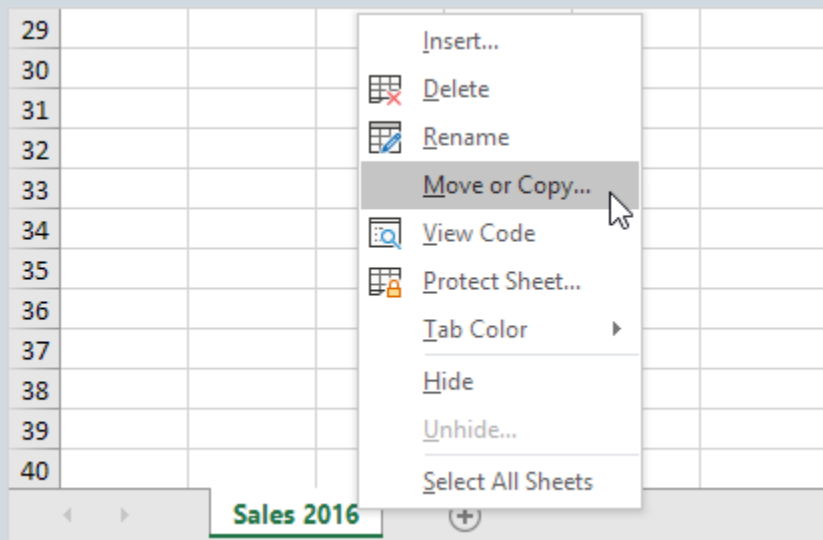 29
30
31
32
33
34
35
36
37
38
39
40
Insert...
Delete
Rename
Move or Copy...
View Code
Protect Sheet...
Tab Color
Hide
Unhide...
Select All Sheets
Sales 2016